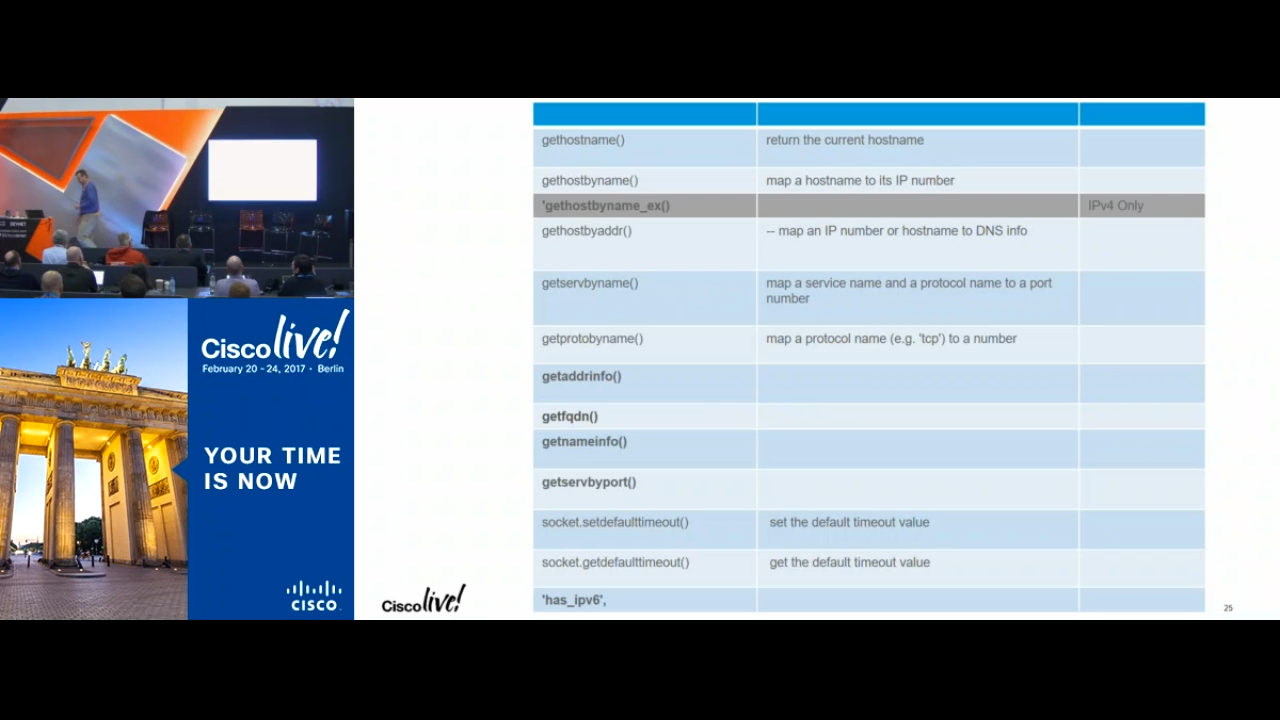 gethostname() return the current hostname
gethostbyname() map a hostname to its IP number
'gethostbyname_ex() IPv4 Only
gethostbyaddr() -- map an IP number or hostname to DNS info
getservbyname() map a service name and a protocol name to a port
number
getprotobyname() map a protocol name (e.g. 'tcp') to a number
getaddrinfo()
getfqdn()
getnameinfo()
getservbyport()
socket.setdefaulttimeout() set the default timeout value
socket.getdefaulttimeout() get the default timeout value
'has_ipv6',
Cisco live!
25
Cisco live!
February 20 - 24, 2017 • Berlin
YOUR TIME
IS NOW
CISCO